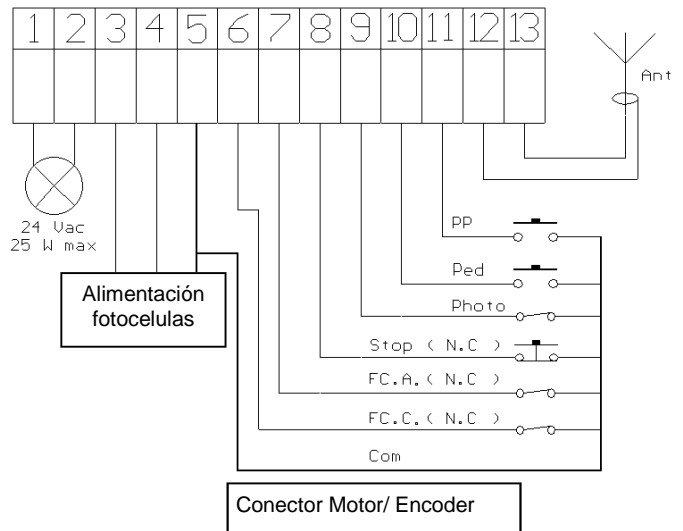 1 2 3 4 5 6 7 8 9 10 11 12 13
Ant
24 Vac
25 W max
PP
Alimentación
fotocelulas
Ped
Photo
Stop ( N.C )
FC.A.( N.C )
FC.C.( N.C )
Com
Conector Motor/ Encoder